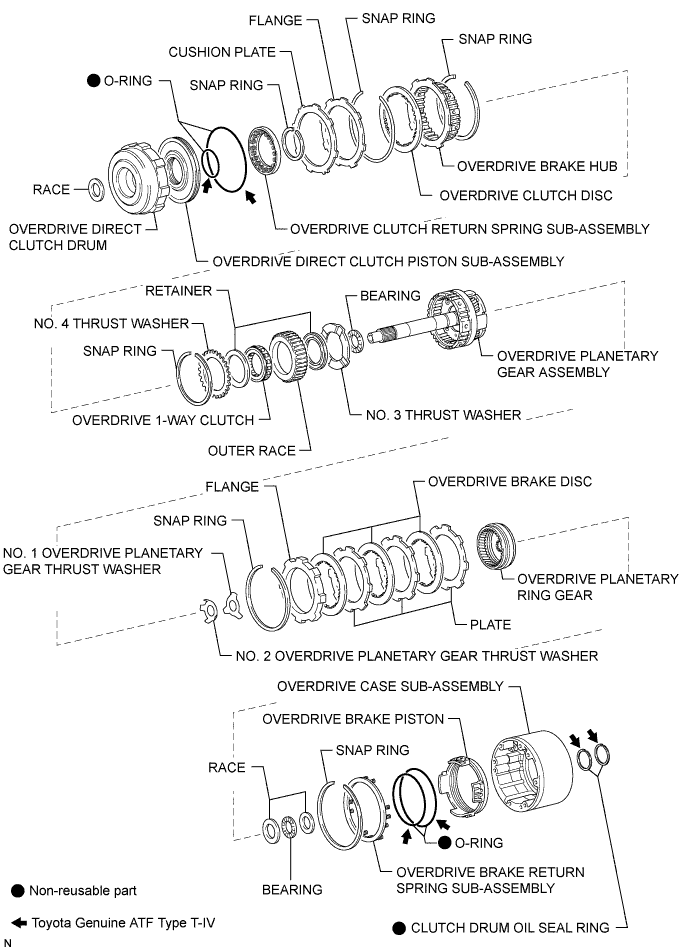 FLANGE
SNAP RING
SNAP RING
CUSHION PLATE
O-RING
SNAP RING
OVERDRIVE BRAKE HUB
RACE
OVERDRIVE CLUTCH DISC
OVERDRIVE DIRECT
CLUTCH DRUM
OVERDRIVE CLUTCH RETURN SPRING SUB-ASSEMBLY
OVERDRIVE DIRECT CLUTCH PISTON SUB-ASSEMBLY
RETAINER
BEARING
NO. 4 THRUST WASHER
SNAP RING
OVERDRIVE PLANETARY
GEAR ASSEMBLY
OVERDRIVE 1-WAY CLUTCH
NO. 3 THRUST WASHER
OUTER RACE
FLANGE
OVERDRIVE BRAKE DISC
SNAP RING
NO. 1 OVERDRIVE PLANETARY
GEAR THRUST WASHER
OVERDRIVE PLANETARY
RING GEAR
PLATE
NO. 2 OVERDRIVE PLANETARY GEAR THRUST WASHER
OVERDRIVE CASE SUB-ASSEMBLY
OVERDRIVE BRAKE PISTON
SNAP RING
RACE
O-RING
BEARING
OVERDRIVE BRAKE RETURN
SPRING SUB-ASSEMBLY
Non-reusable part
Toyota Genuine ATF Type T-IV
CLUTCH DRUM OIL SEAL RING
N